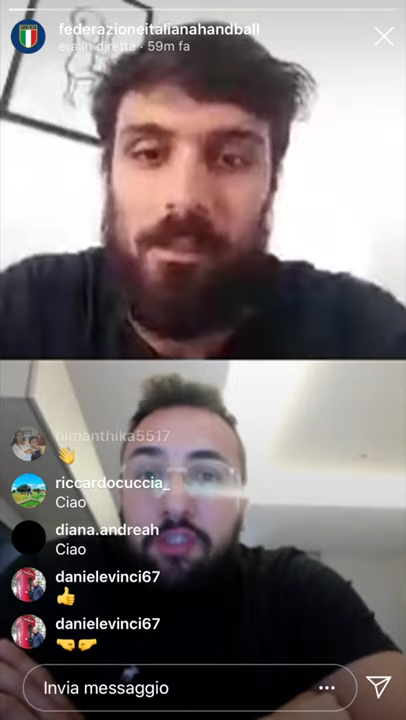 federazioneitalianahandball
era in diretta · 59m fa
nimanthika5517
👋
riccardocuccia_
Ciao
diana.andreah
Ciao
danielevinci67
👍
danielevinci67
🤜🤛
Invia messaggio